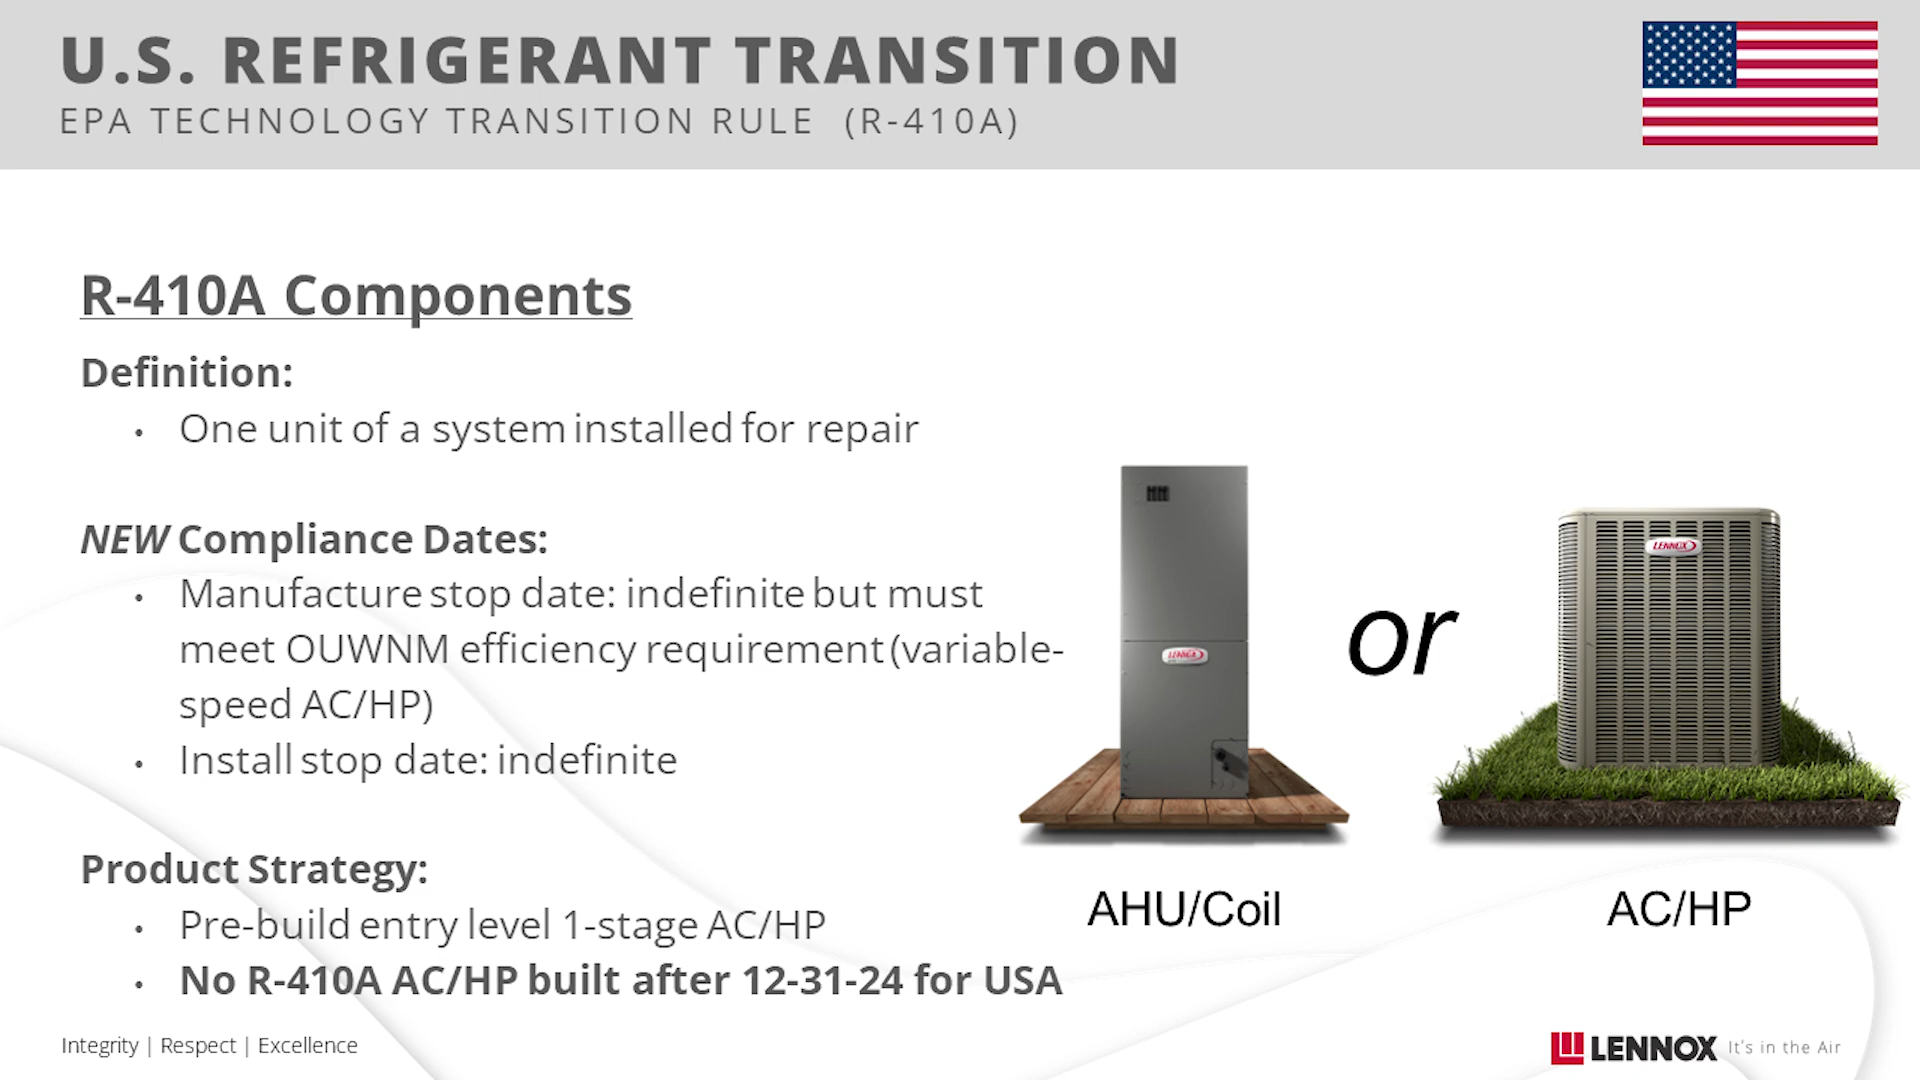 U.S. REFRIGERANT TRANSITION
EPA TECHNOLOGY TRANSITION RULE (R-410A)
R-410A Components
Definition:
• One unit of a system installed for repair
NEW Compliance Dates:
• Manufacture stop date: indefinite but must
meet OUWNM efficiency requirement (variable-
speed AC/HP)
• Install stop date: indefinite
Product Strategy:
• Pre-build entry level 1-stage AC/HP
• No R-410A AC/HP built after 12-31-24 for USA
LENNOX
or
LENNOX
AHU/Coil
AC/HP
Integrity | Respect | Excellence
LENNOX It's in the Air